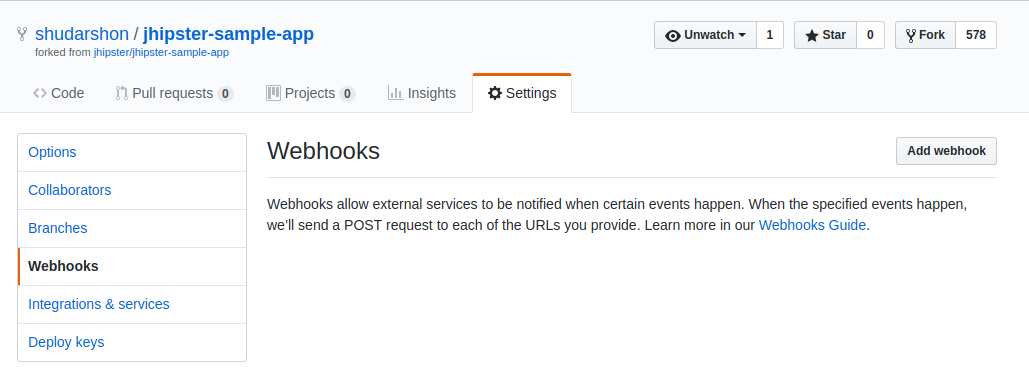 shudarshon / jhipster-sample-app
Unwatch 1 Star 0 Fork 578
forked from jhipster/jhipster-sample-app
Code Pull requests 0 Projects 0 Insights Settings
Options
Collaborators
Branches
Webhooks
Integrations & services
Deploy keys
Webhooks
Add webhook
Webhooks allow external services to be notified when certain events happen. When the specified events happen,
we’ll send a POST request to each of the URLs you provide. Learn more in our Webhooks Guide.